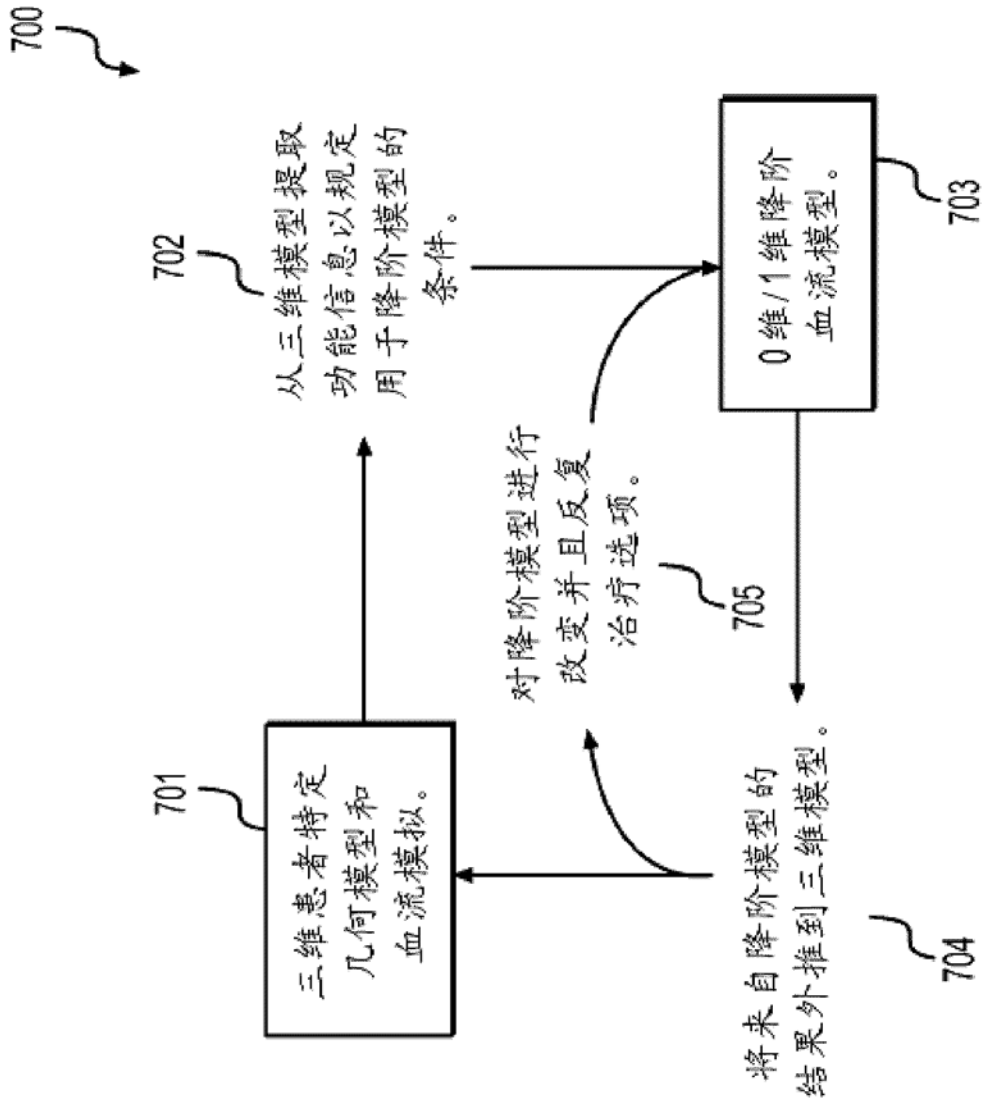 700
701
三维患者特定
几何模型和
血流模拟。
702
从三维模型提取
功能信息以规定
用于降阶模型的
条件。
对降阶模型进行
改变并且反复
治疗选项。
705
将来自降阶模型的
结果外推到三维模型。
704
0维/1维降阶
血流模型。
703